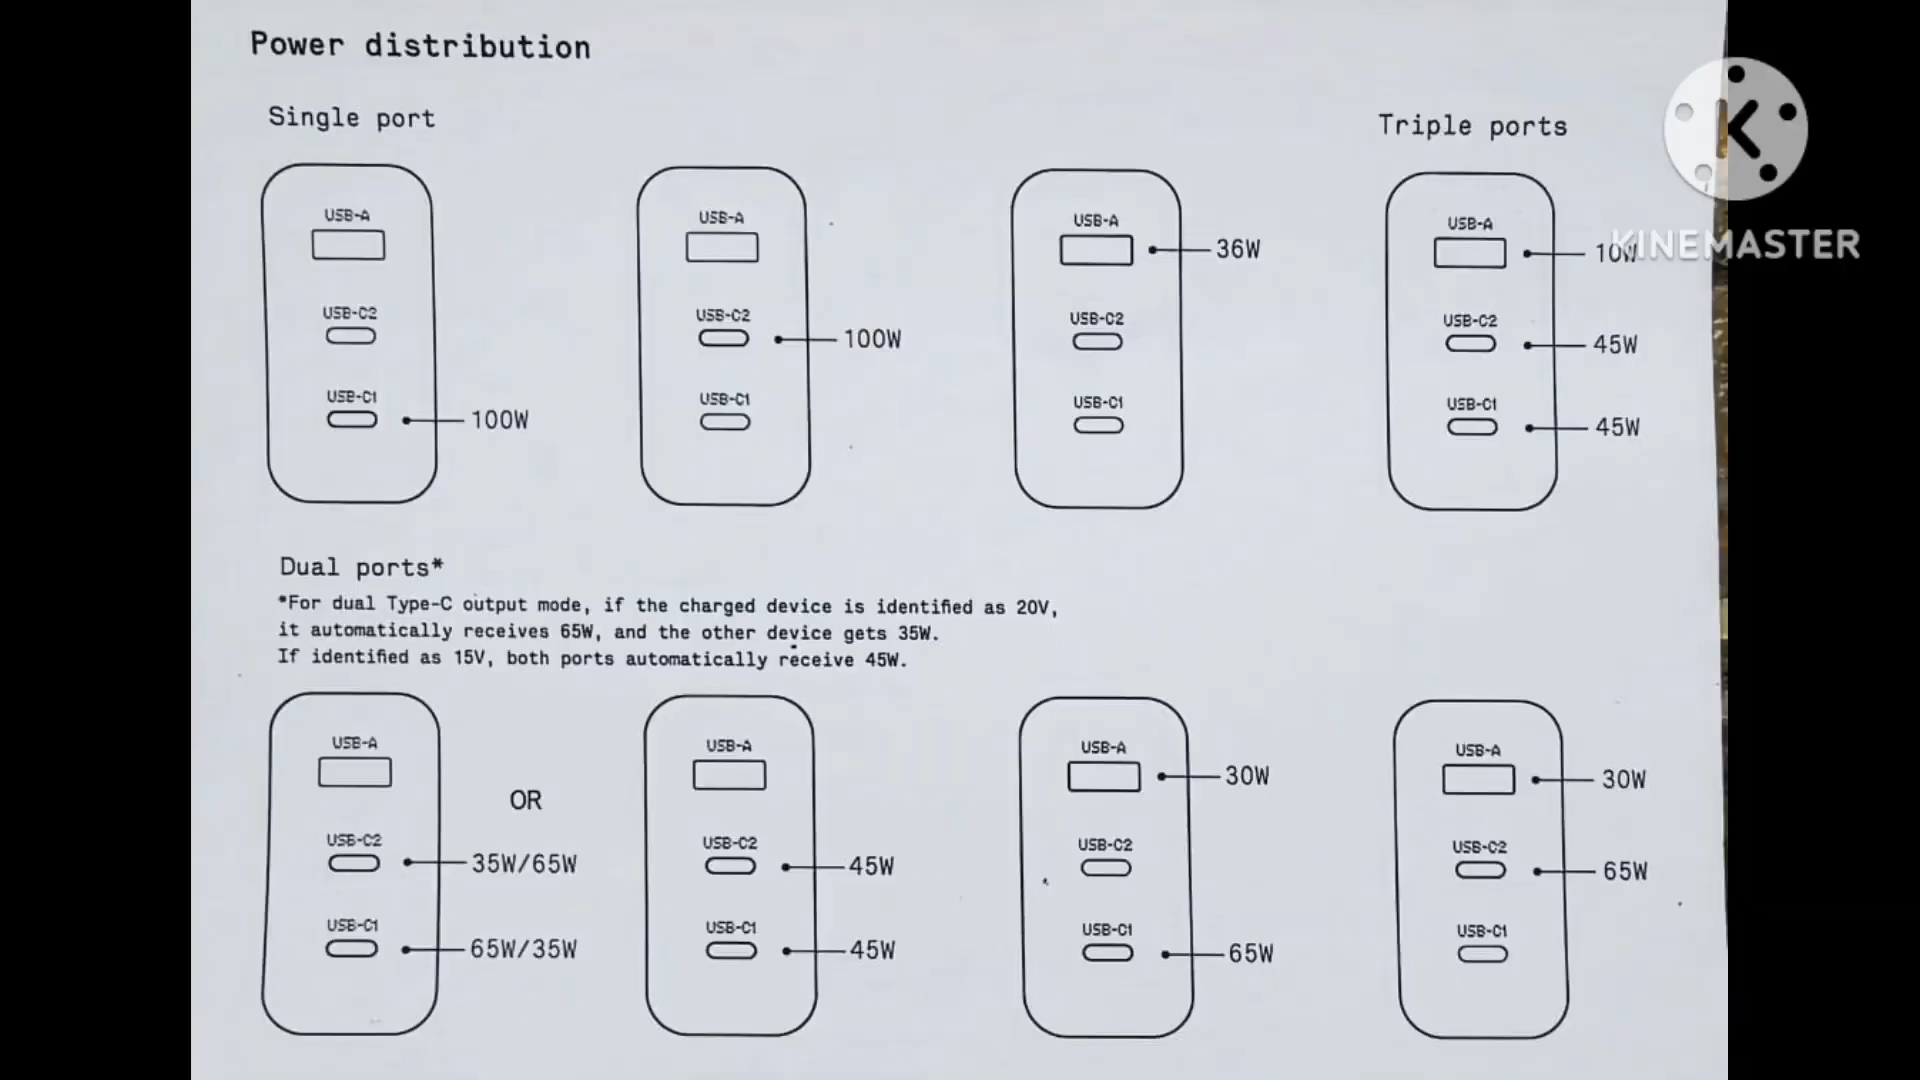 Power distribution
Single port
Triple ports
USB-A
USB-C2
USB-C1
100W
USB-A
USB-C2
100W
USB-C1
USB-A
36W
USB-C2
USB-C1
USB-A
10W
USB-C2
45W
USB-C1
45W
KINEMASTER
Dual ports*
*For dual Type-C output mode, if the charged device is identified as 20V,
it automatically receives 65W, and the other device gets 35W.
If identified as 15V, both ports automatically receive 45W.
USB-A
USB-C2
35W/65W
USB-C1
65W/35W
OR
USB-A
USB-C2
45W
USB-C1
45W
USB-A
30W
USB-C2
USB-C1
65W
USB-A
30W
USB-C2
65W
USB-C1